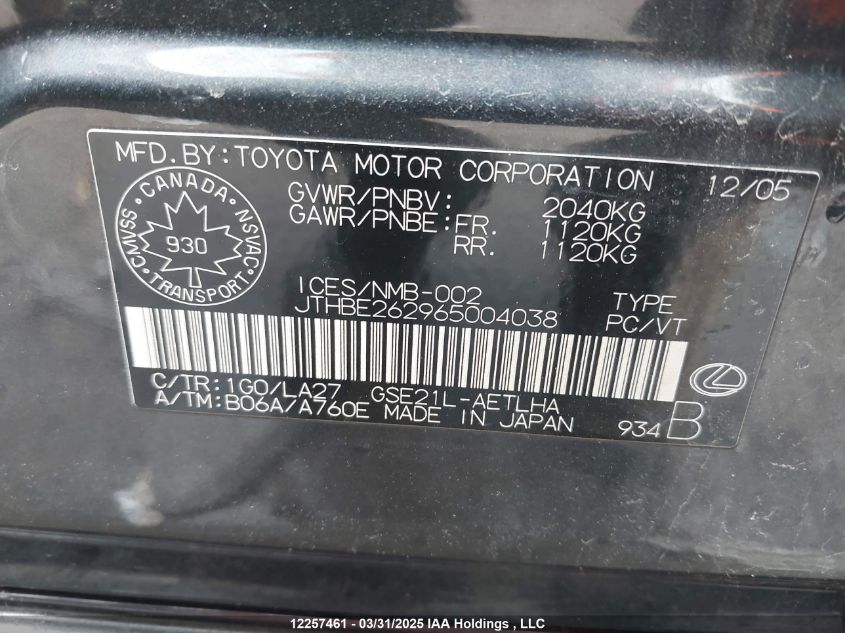 MFD.BY:TOYOTA MOTOR CORPORATION 12/05
GVWR/PNBV: 2040KG
GAWR/PNBE:FR. 1120KG
RR. 1120KG
CANADA
CMVSS 930 NSVAC
TRANSPORT
ICES/NMB-002
JTHBE262965004038
TYPE
PC/VT
C/TR:1G0/LA27 GSE21L-AETLHA
A/TM:B06A/A760E MADE IN JAPAN
934 B
12257461 - 03/31/2025 IAA Holdings , LLC